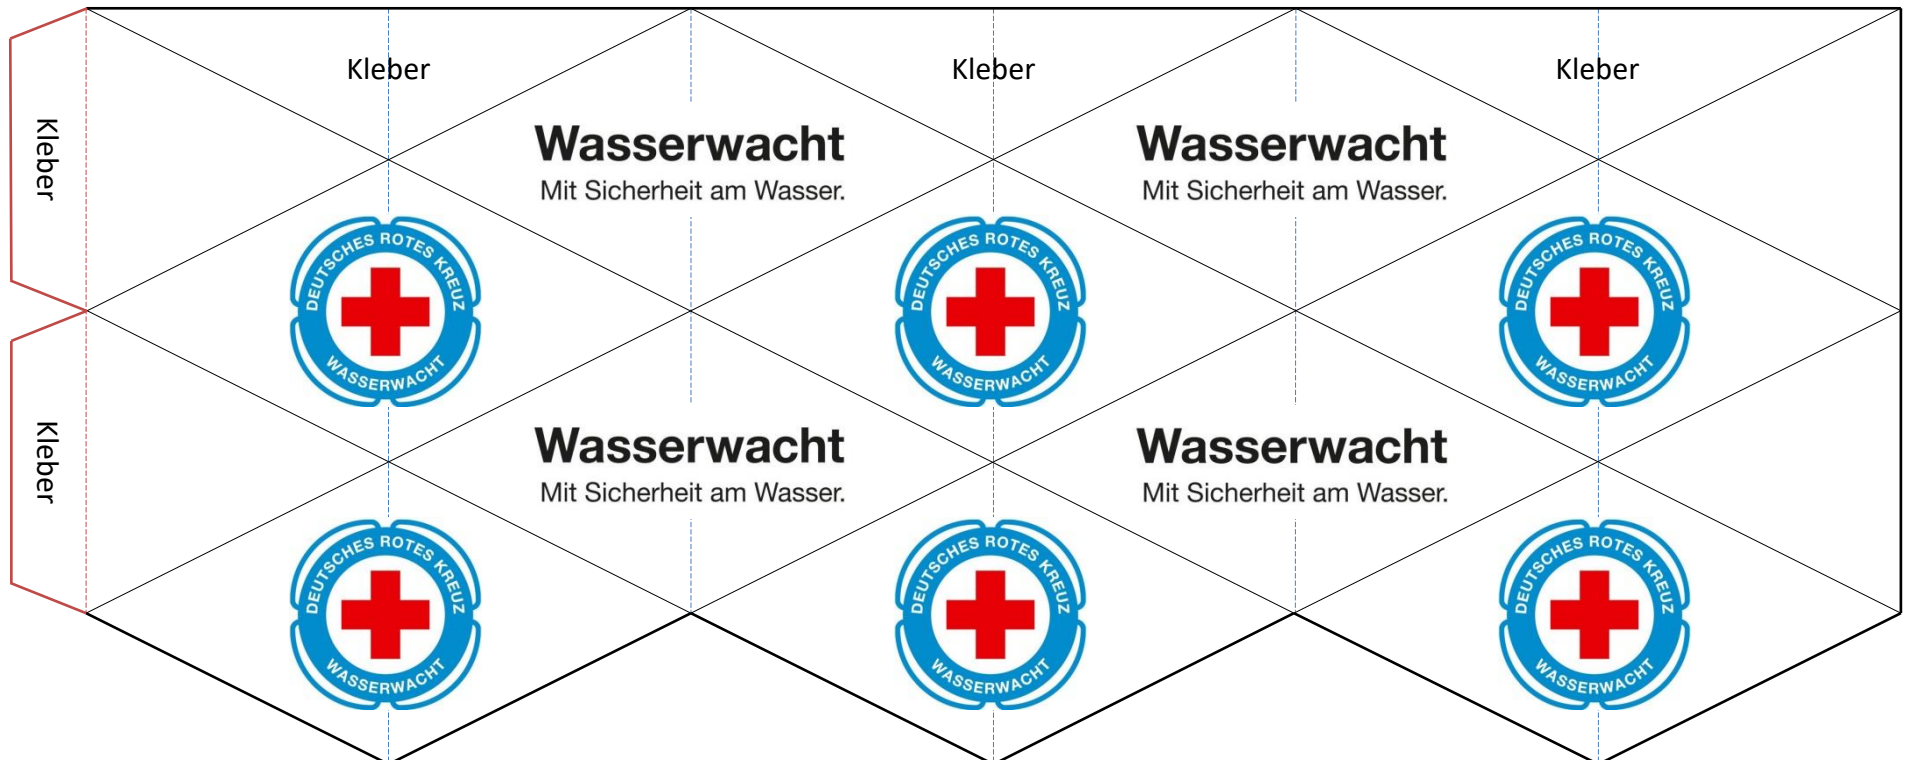 Kleber
Kleber
Kleber
Kleber
Wasserwacht
Mit Sicherheit am Wasser.
Wasserwacht
Mit Sicherheit am Wasser.
DEUTSCHES ROTES KREUZ
WASSERWACHT
DEUTSCHES ROTES KREUZ
WASSERWACHT
DEUTSCHES ROTES KREUZ
WASSERWACHT
Kleber
Wasserwacht
Mit Sicherheit am Wasser.
Wasserwacht
Mit Sicherheit am Wasser.
DEUTSCHES ROTES KREUZ
WASSERWACHT
DEUTSCHES ROTES KREUZ
WASSERWACHT
DEUTSCHES ROTES KREUZ
WASSERWACHT